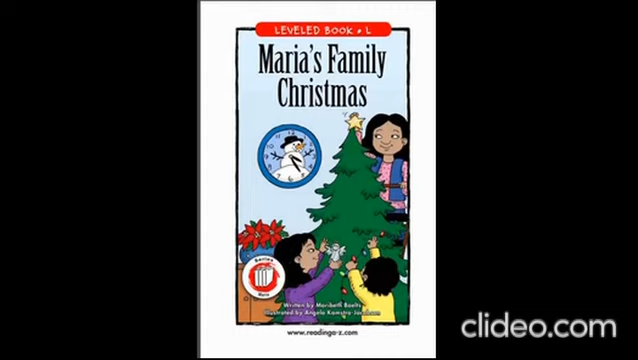 LEVELED BOOK • L
Maria's Family
Christmas
Series
Written by Maribeth Boelts
Illustrated by Angela Kamstra-Jacobson
www.readinga-z.com
clideo.com